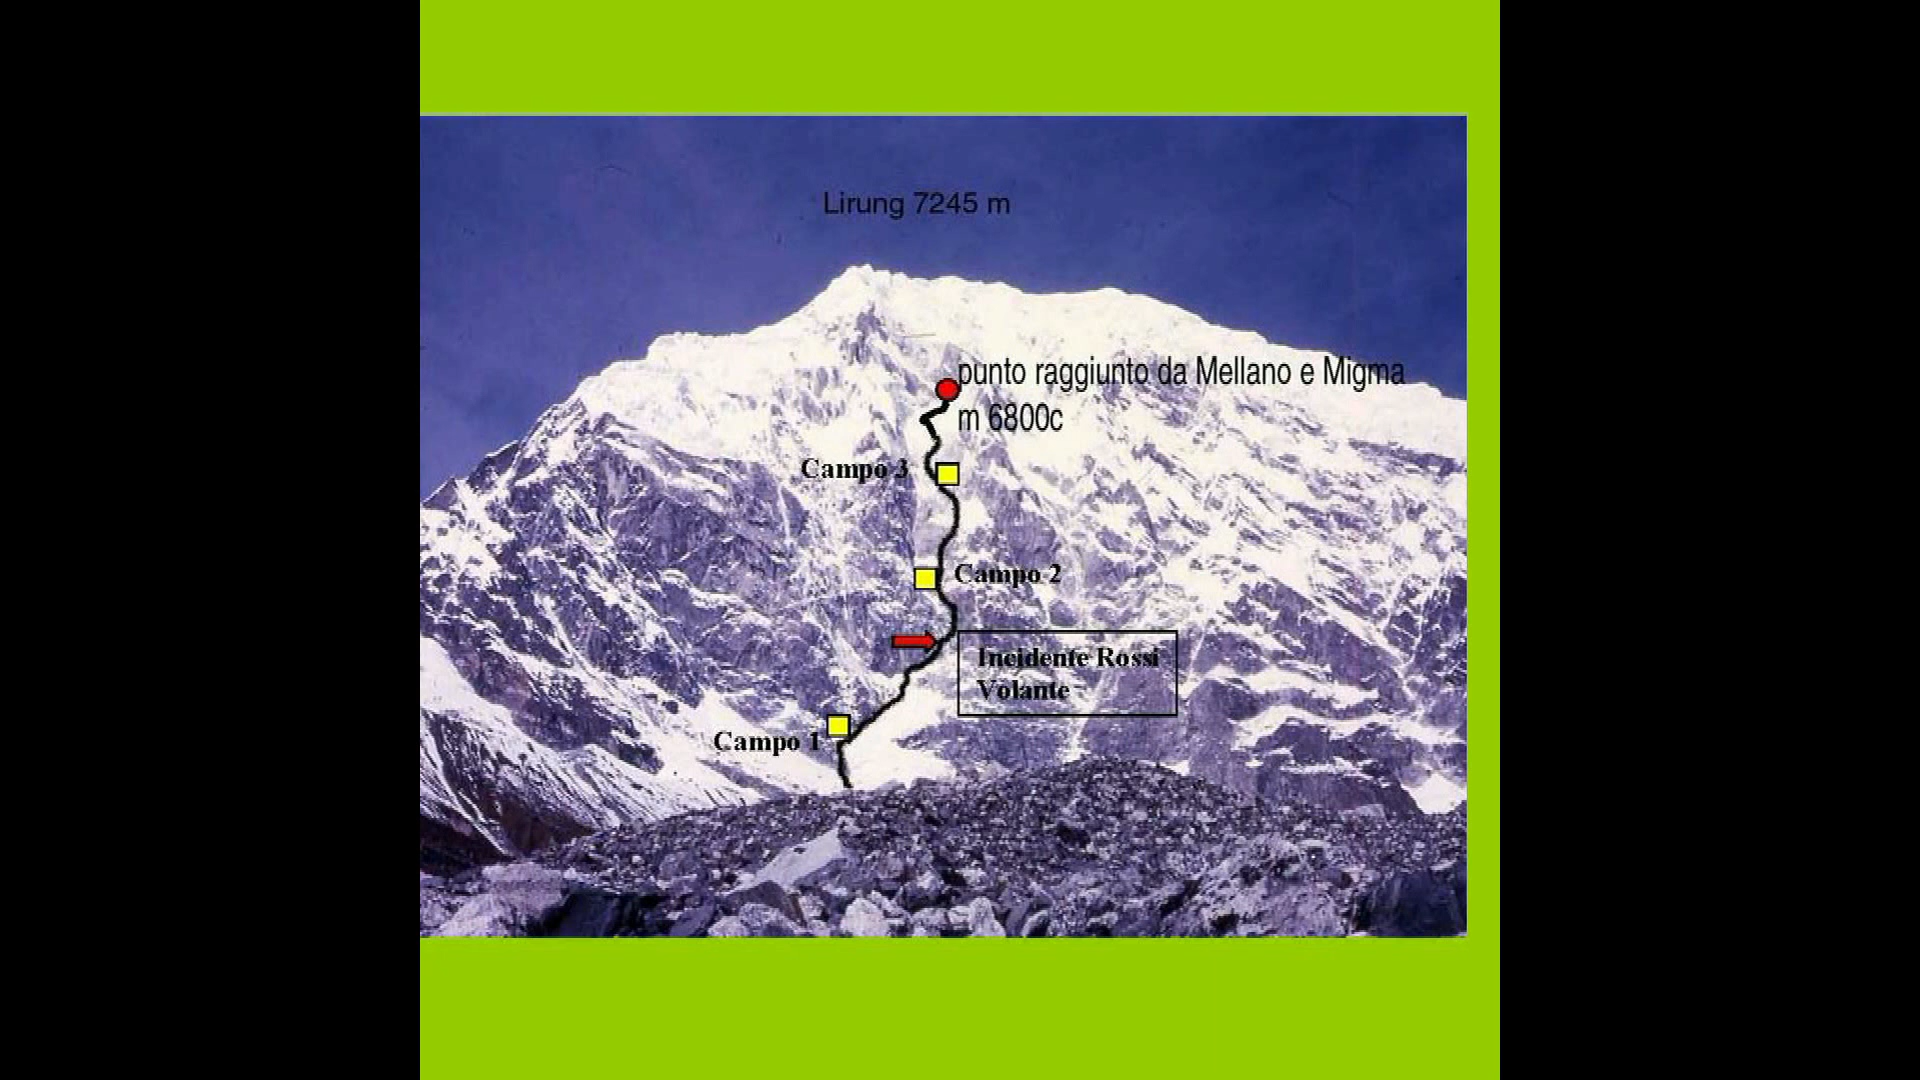 Lirung 7245 m
punto raggiunto da Mellano e Migma
m 6800c
Campo 3
Campo 2
Incidente Rossi
Volante
Campo 1